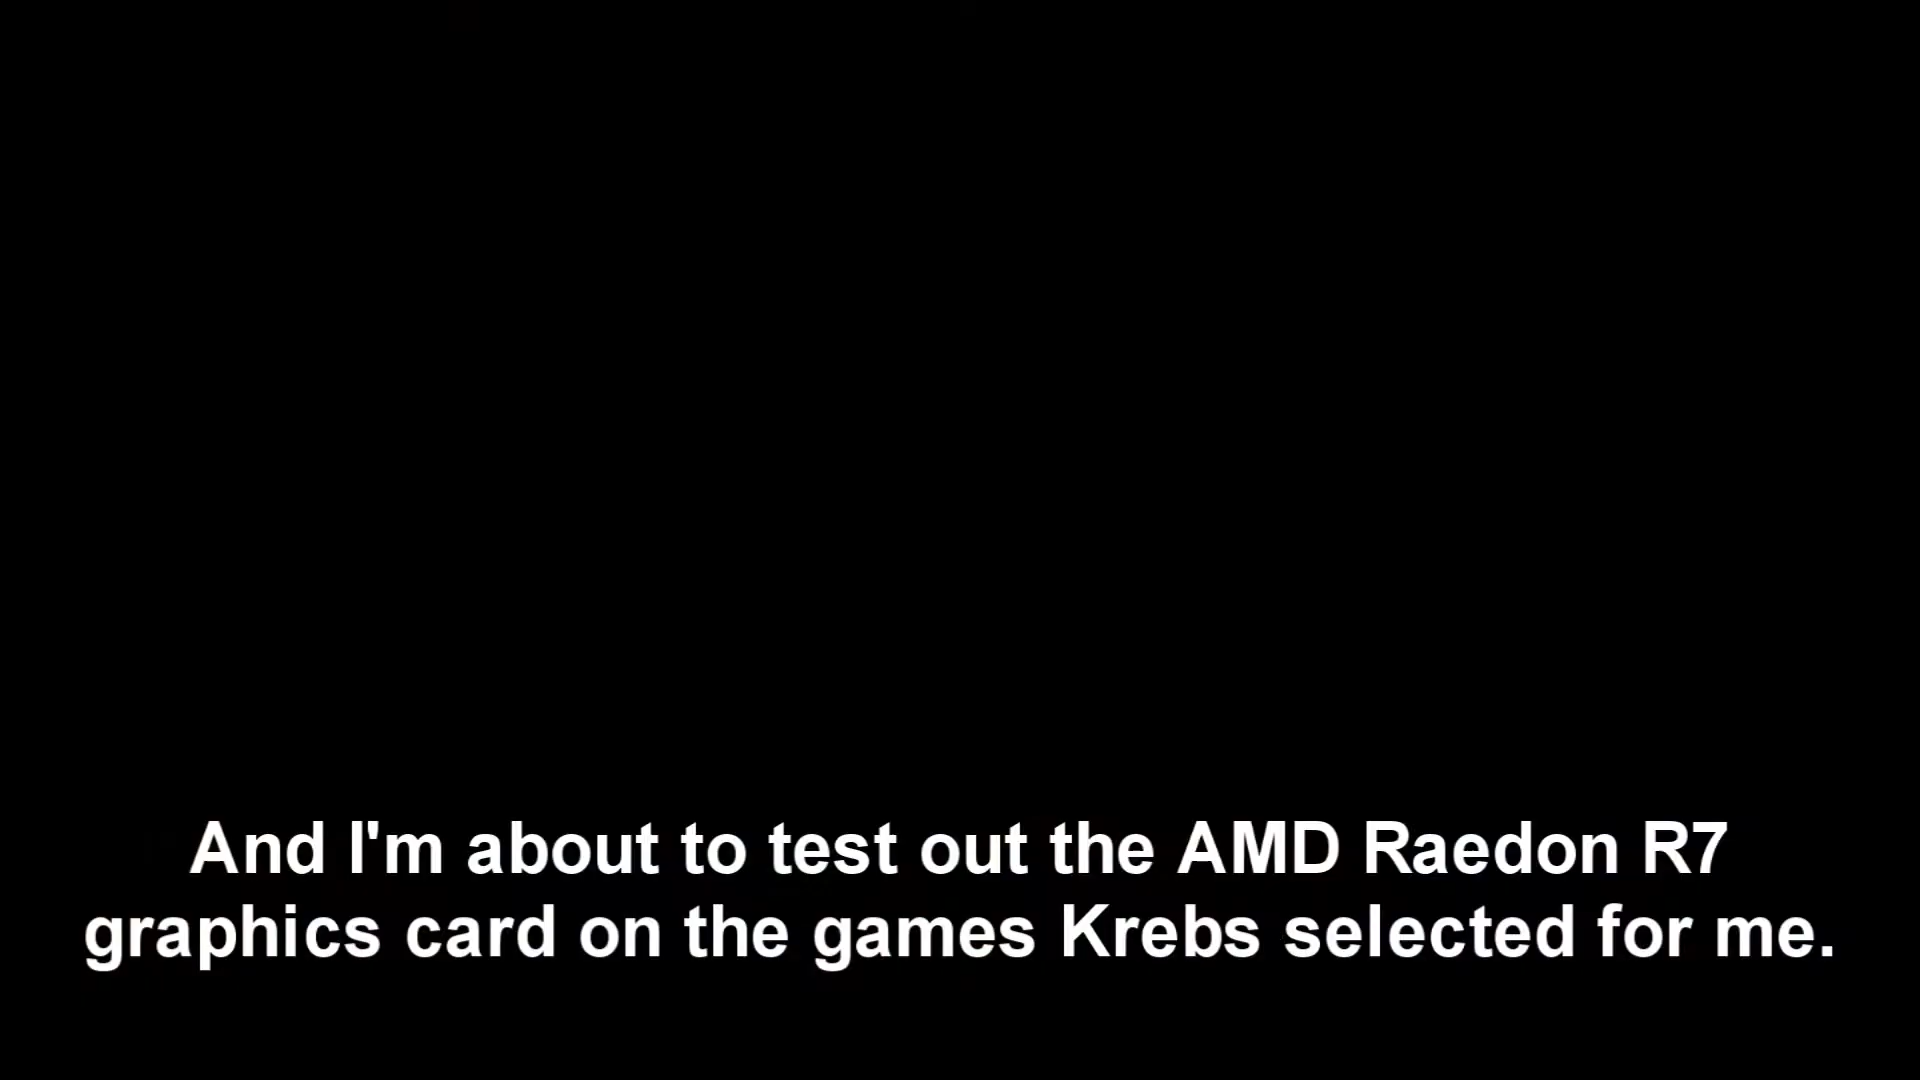 And I'm about to test out the AMD Raedon R7
graphics card on the games Krebs selected for me.